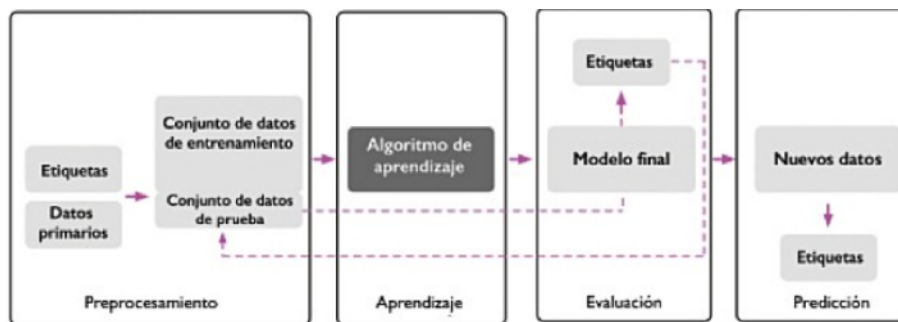 Etiquetas
Datos
primarios
Conjunto de datos
de entrenamiento
Conjunto de datos
de prueba
Preprocesamiento
Algoritmo de
aprendizaje
Aprendizaje
Etiquetas
Modelo final
Evaluación
Nuevos datos
Etiquetas
Predicción